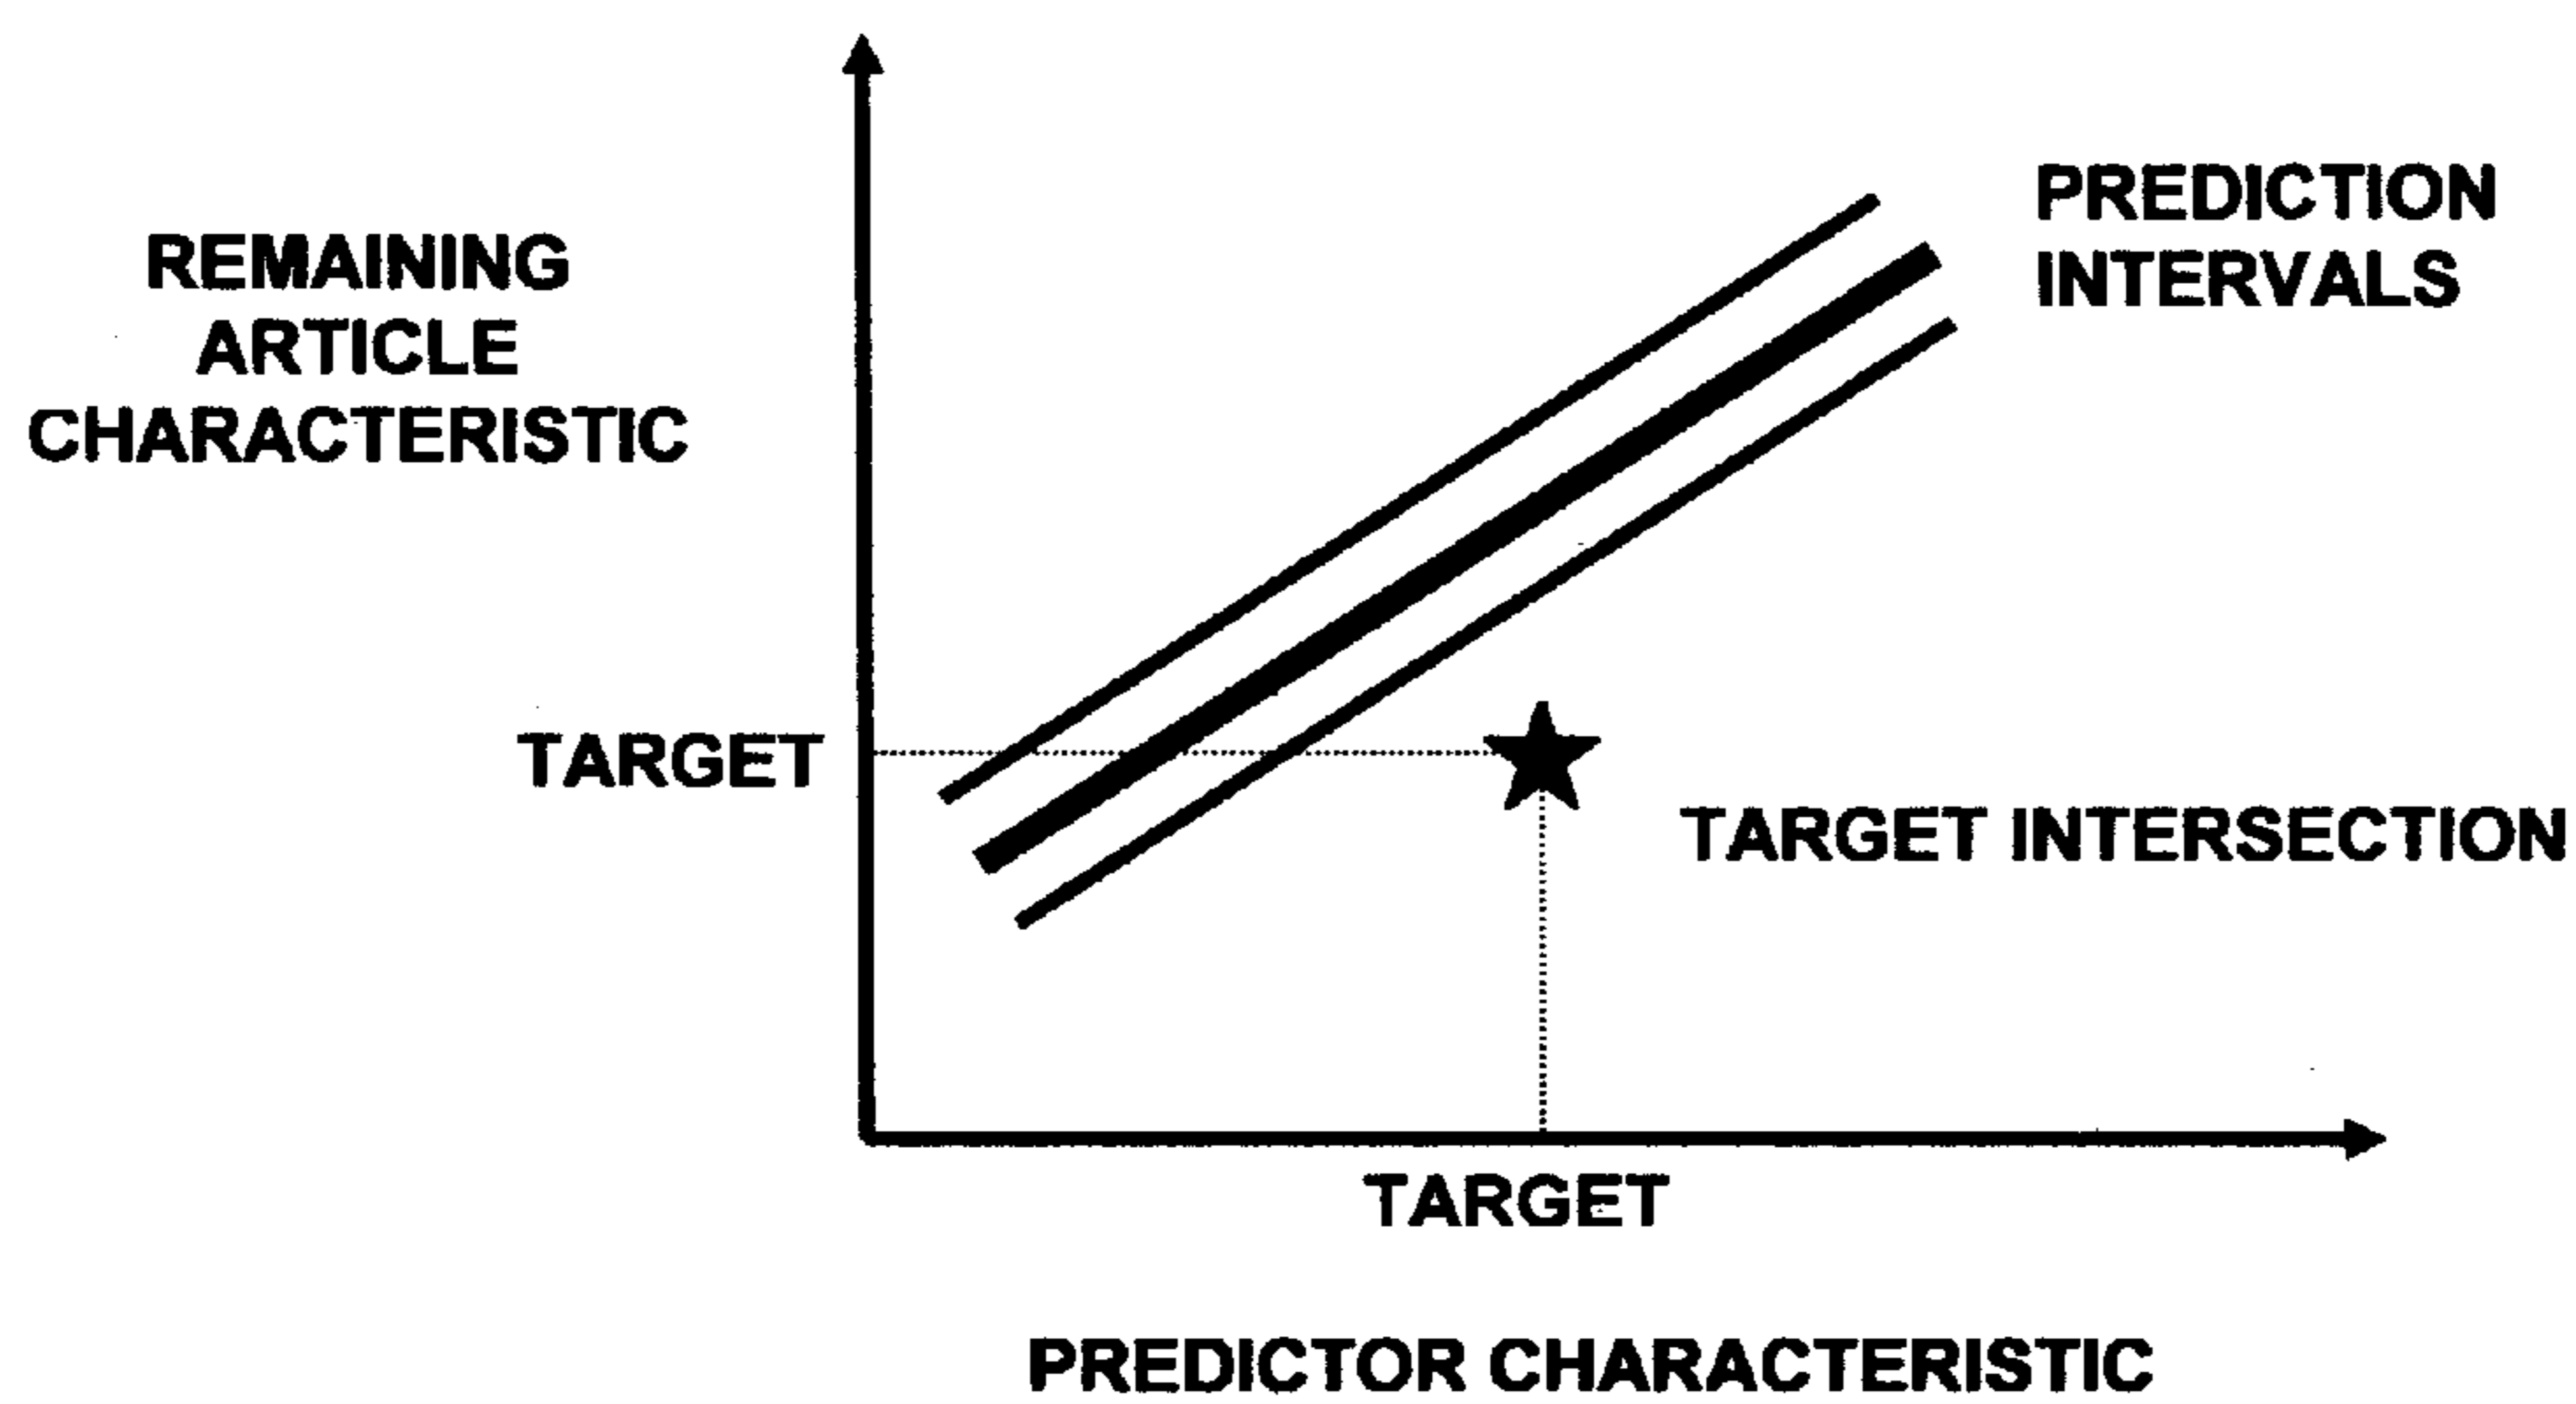 REMAINING
ARTICLE
CHARACTERISTIC
PREDICTION
INTERVALS
TARGET
TARGET INTERSECTION
TARGET
PREDICTOR CHARACTERISTIC